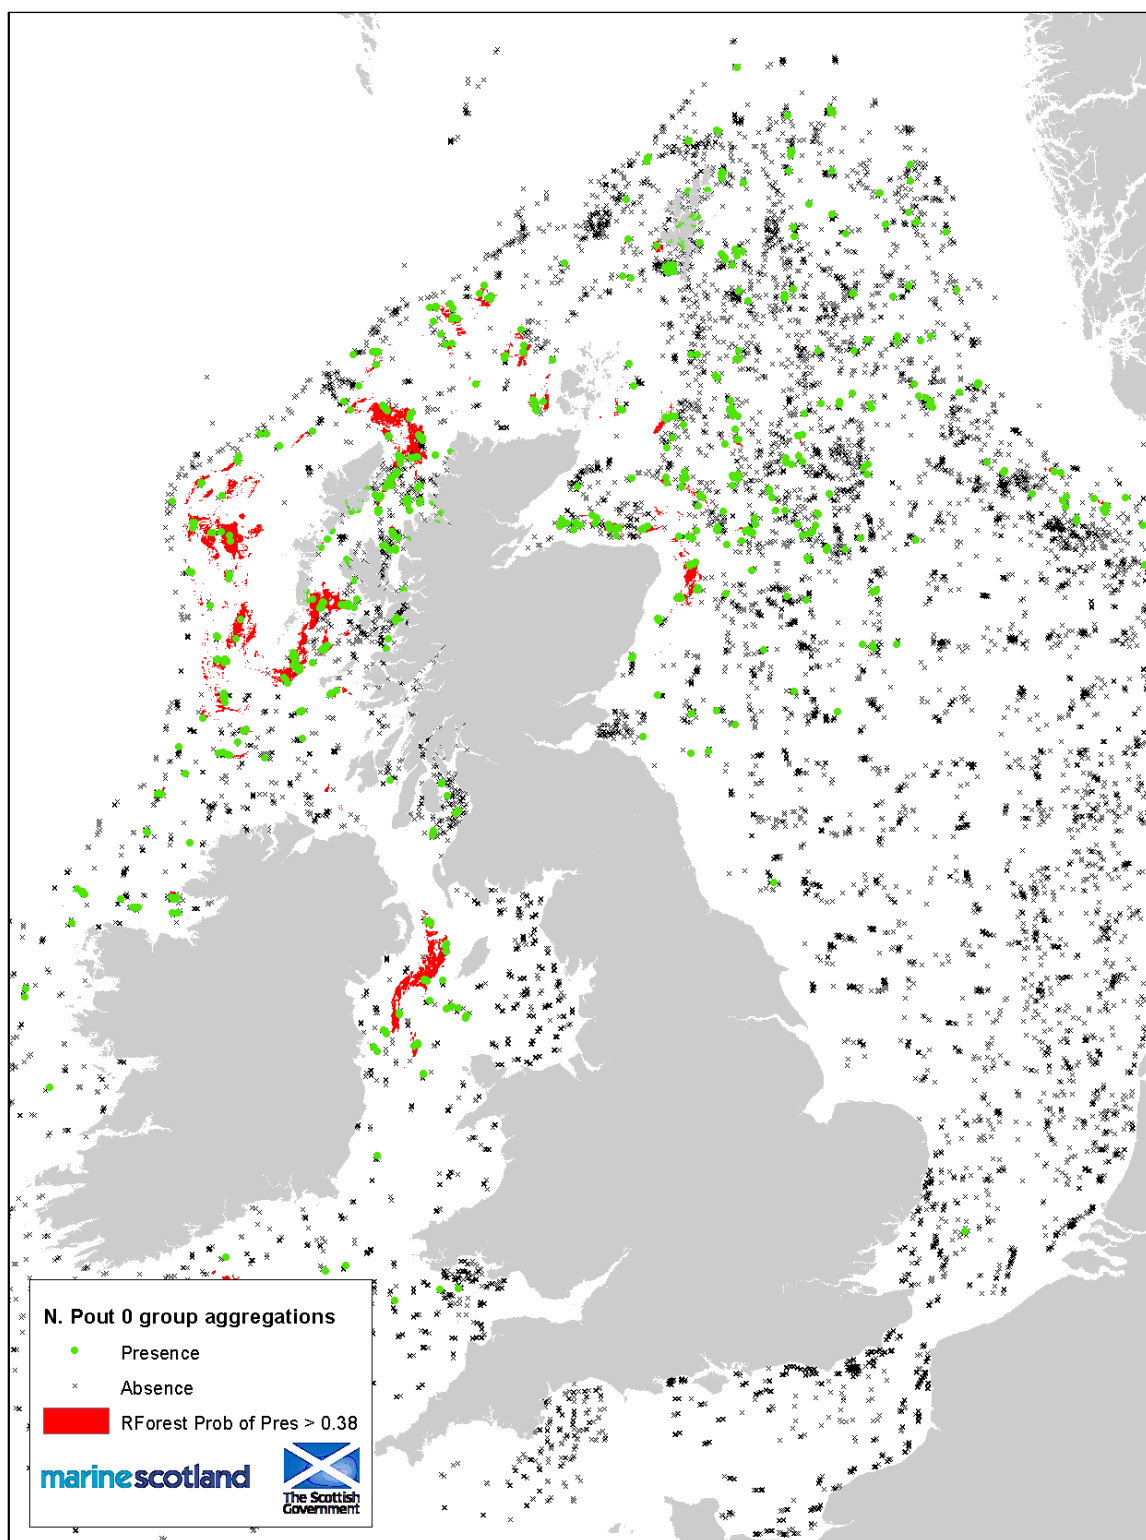 N. Pout 0 group aggregations
Presence
Absence
RForest Prob of Pres > 0.38
marinescotland
The Scottish
Government